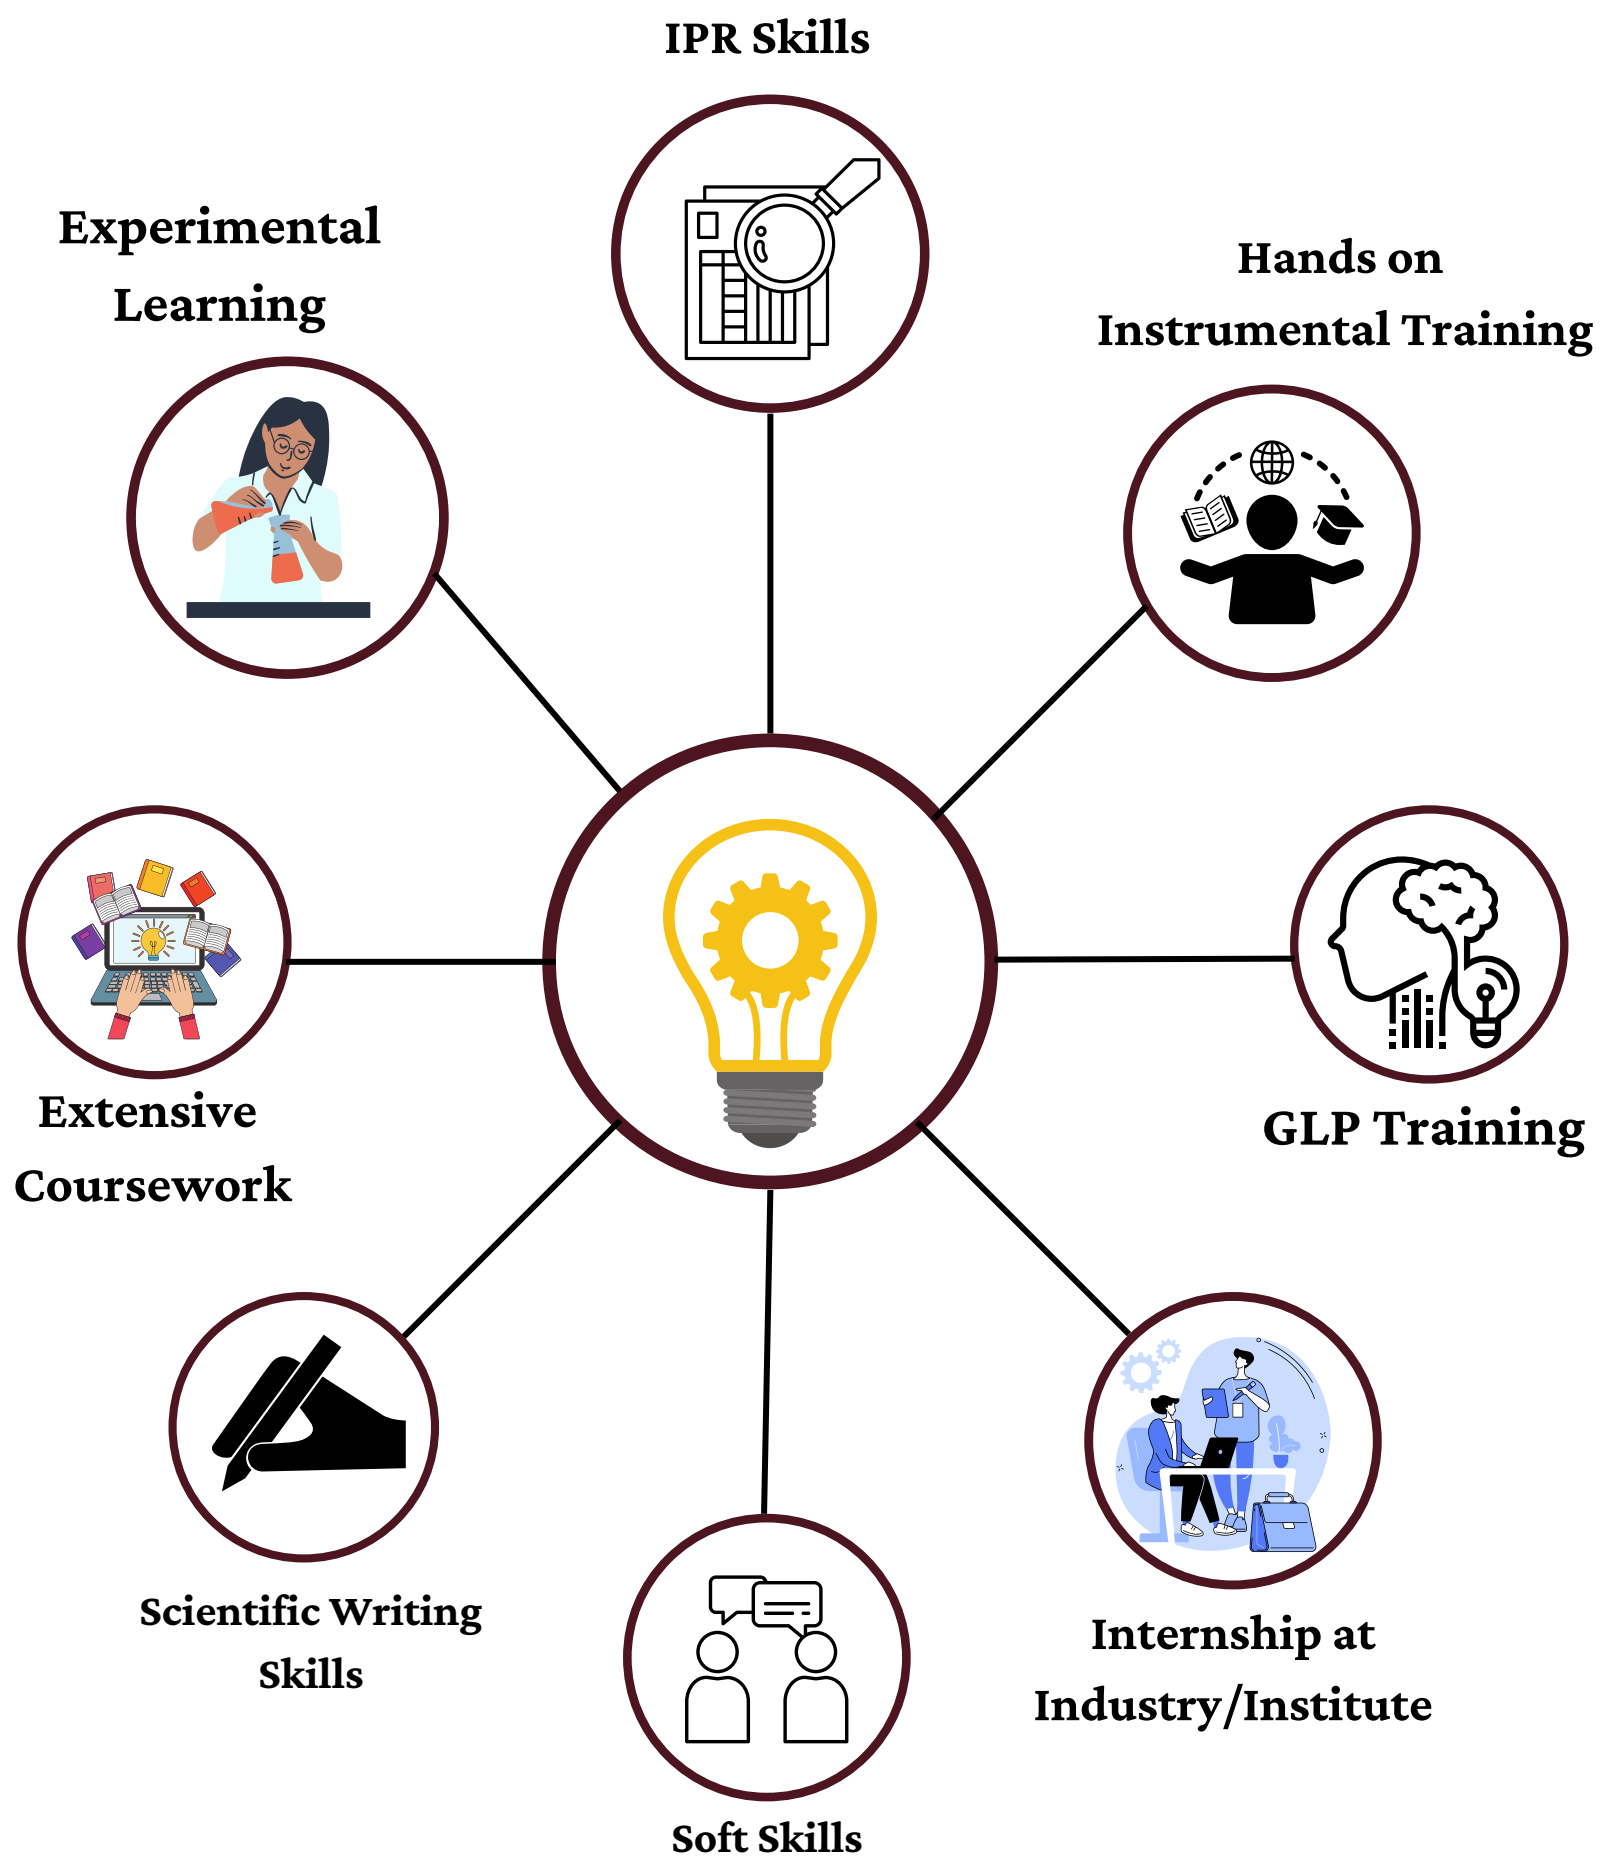 IPR Skills
Experimental
Learning
Hands on
Instrumental Training
Extensive
Coursework
GLP Training
Scientific Writing
Skills
Internship at
Industry/Institute
Soft Skills